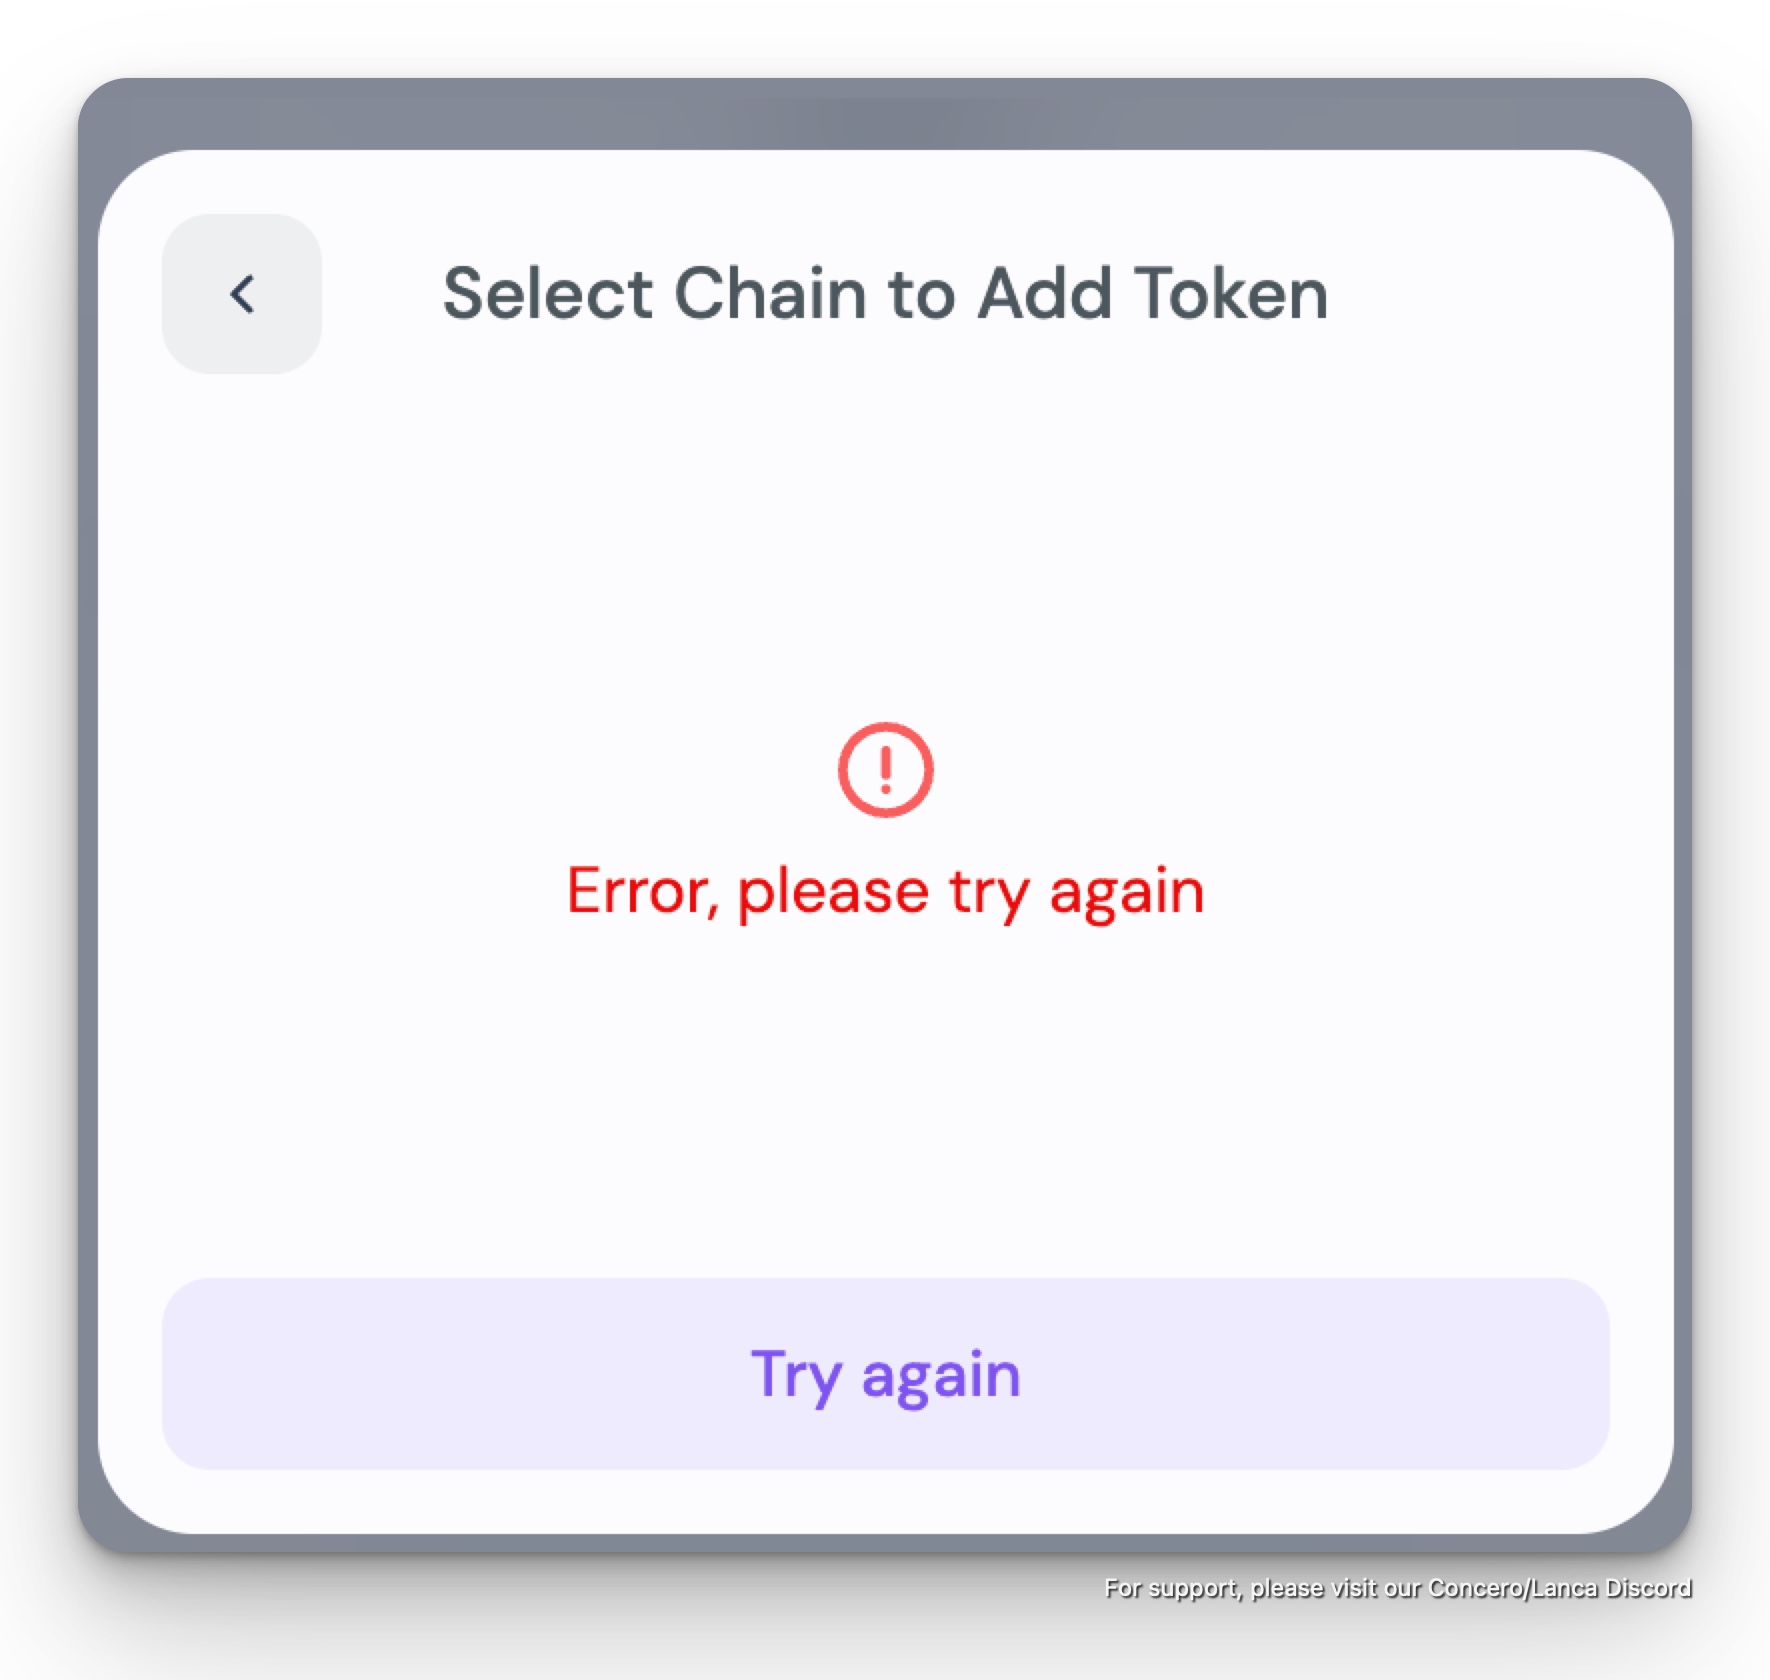 Select Chain to Add Token
Error, please try again
Try again
For support, please visit our Concero/Lanca Discord